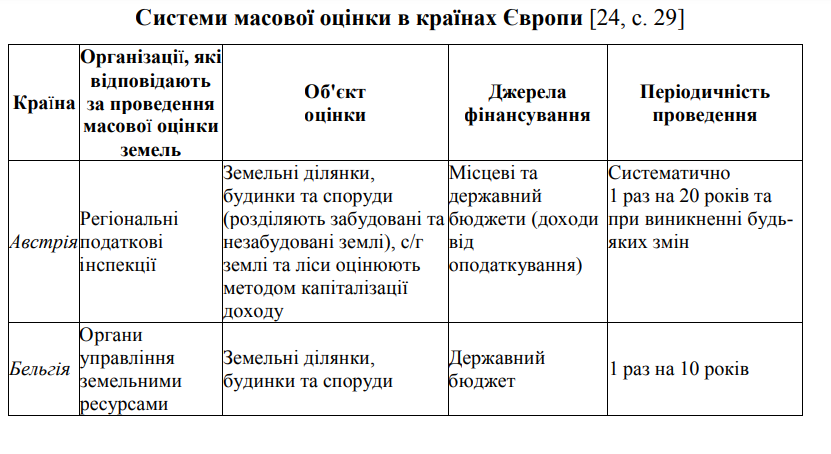 Системи масової оцінки в країнах Європи [24, с. 29]
Країна
Організації, які
відповідають
за проведення
масової оцінки
земель
Об'єкт
оцінки
Джерела
фінансування
Періодичність
проведення
Австрія
Регіональні
податкові
інспекції
Земельні ділянки,
будинки та споруди
(розділяють забудовані та
незабудовані землі), с/г
землі та ліси оцінюють
методом капіталізації
доходу
Місцеві та
державний
бюджети (доходи
від
оподаткування)
Систематично
1 раз на 20 років та
при виникненні будь-
яких змін
Бельгія
Органи
управління
земельними
ресурсами
Земельні ділянки,
будинки та споруди
Державний
бюджет
1 раз на 10 років